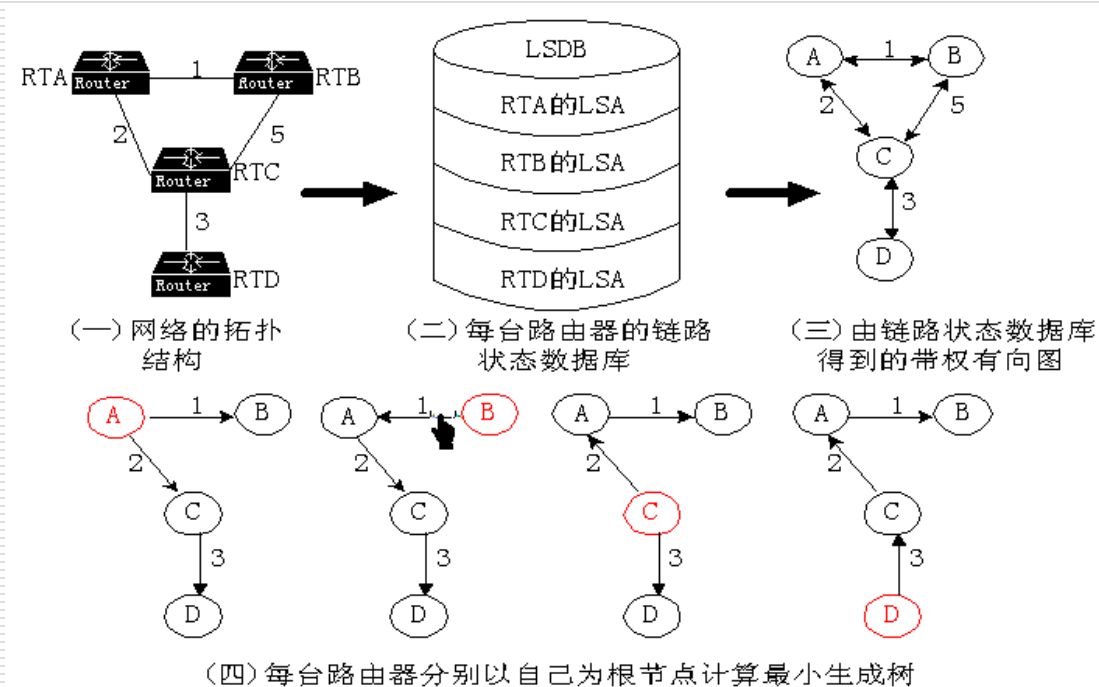 RTA Router 1 Router RTB
2 5
Router RTC
3
Router RTD
(一)网络的拓扑
结构
LSDB
RTA的LSA
RTB的LSA
RTC的LSA
RTD的LSA
(二)每台路由器的链路
状态数据库
A 1 B
2 5
C
3
D
(三)由链路状态数据库
得到的带权有向图
A 1 B
2
C
3
D
A 1 B
2
C
3
D
A 1 B
2
C
3
D
A 1 B
2
C
3
D
(四)每台路由器分别以自己为根节点计算最小生成树